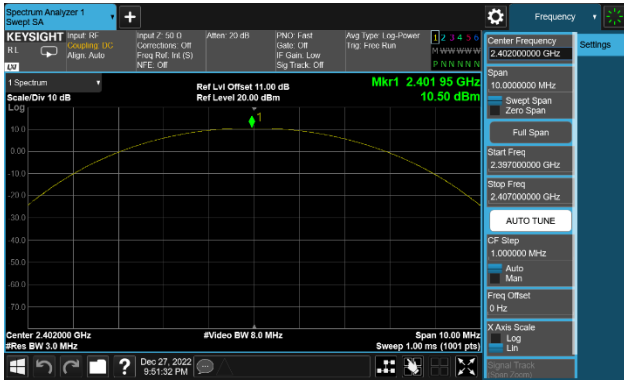 Spectrum Analyzer 1
Swept SA
+
Frequency
KEYSIGHT
RL
LXI
Input: RF
Coupling: DC
Align: Auto
Input Z: 50 Ω
Corrections: Off
Freq Ref: Int (S)
NFE: Off
Atten: 20 dB
PNO: Fast
Gate: Off
IF Gain: Low
Sig Track: Off
Avg Type: Log-Power
Trig: Free Run
1 2 3 4 5 6
M W W W W W
P N N N N N
Center Frequency
2.402000000 GHz
Settings
Span
10.0000000 MHz
Swept Span
Zero Span
Full Span
Start Freq
2.397000000 GHz
Stop Freq
2.407000000 GHz
AUTO TUNE
CF Step
1.000000 MHz
Auto
Man
Freq Offset
0 Hz
X Axis Scale
Log
Lin
Signal Track
(Span Zoom)
1 Spectrum
Scale/Div 10 dB
Log
Ref Lvl Offset 11.00 dB
Ref Level 20.00 dBm
Mkr1 2.401 95 GHz
10.50 dBm
1
10.0
0.00
-10.0
-20.0
-30.0
-40.0
-50.0
-60.0
-70.0
Center 2.402000 GHz
#Res BW 3.0 MHz
#Video BW 8.0 MHz
Span 10.00 MHz
Sweep 1.00 ms (1001 pts)
?
Dec 27, 2022
9:51:32 PM